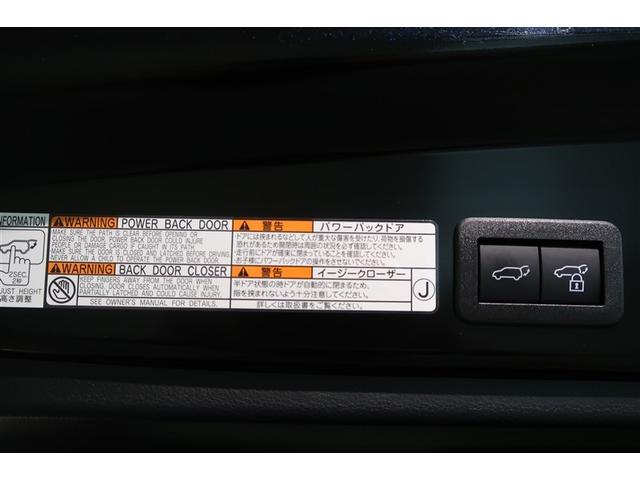 INFORMATION
2SEC.
2秒
JUST HEIGHT
高さ調整
WARNING POWER BACK DOOR
MAKE SURE THE PATH IS CLEAR BEFORE OPENING OR
CLOSING THE DOOR. POWER BACK DOOR COULD INJURE
PEOPLE OR DAMAGE CARGO IF CAUGHT IN ITS PATH.
MAKE SURE THE DOOR IS CLOSED AND LATCHED BEFORE DRIVING.
NEVER ALLOW A CHILD TO OPERATE THE POWER BACK DOOR.
警告 パワーバックドア
・ドアには挟まれるなどして人が重大な傷害を受けたり、荷物を損傷する
恐れがあるため開閉時は周囲の状況を必ず確認してください。
・走行前にドアが確実に閉まっていることを確認してください。
・お子様にパワーバックドアの操作をさせないでください。
WARNING BACK DOOR CLOSER
KEEP FINGERS AWAY FROM THE DOOR WHEN
CLOSING. DOOR CLOSES AUTOMATICALLY WHEN
PARTIALLY LATCHED AND COULD CAUSE INJURY.
SEE OWNER'S MANUAL FOR DETAILS.
警告 イージークローザー
半ドア状態の時ドアが自動的に閉まるため、
指を挟まれないよう十分注意してください。
詳しくは取扱書をご覧ください。
J